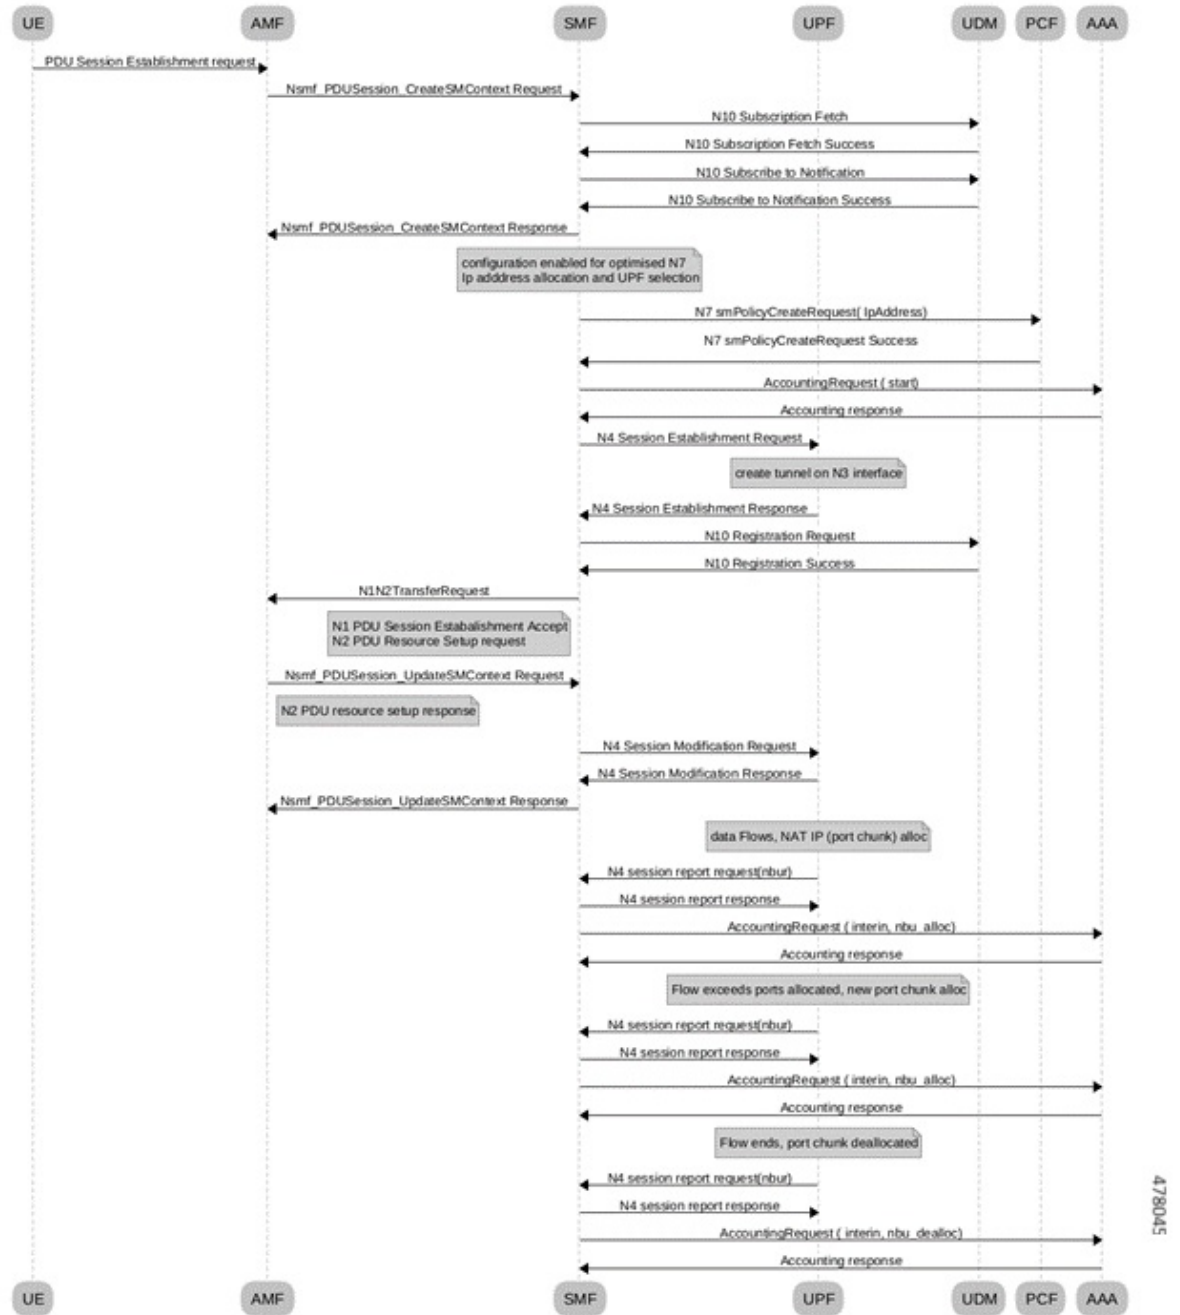 UE AMF SMF UPF UDM PCF AAA
PDU Session Establishment request
Nsmf_PDUSession_CreateSMContext Request
N10 Subscription Fetch
N10 Subscription Fetch Success
N10 Subscribe to Notification
N10 Subscribe to Notification Success
Nsmf_PDUSession_CreateSMContext Response
configuration enabled for optimised N7
Ip adddress allocation and UPF selection
N7 smPolicyCreateRequest( IpAddress)
N7 smPolicyCreateRequest Success
AccountingRequest ( start)
Accounting response
N4 Session Establishment Request
create tunnel on N3 interface
N4 Session Establishment Response
N10 Registration Request
N10 Registration Success
N1N2TransferRequest
N1 PDU Session Estabalishment Accept
N2 PDU Resource Setup request
Nsmf_PDUSession_UpdateSMContext Request
N2 PDU resource setup response
N4 Session Modification Request
N4 Session Modification Response
Nsmf_PDUSession_UpdateSMContext Response
data Flows, NAT IP (port chunk) alloc
N4 session report request(nbur)
N4 session report response
AccountingRequest ( interin, nbu_alloc)
Accounting response
Flow exceeds ports allocated, new port chunk alloc
N4 session report request(nbur)
N4 session report response
AccountingRequest ( interin, nbu_alloc)
Accounting response
Flow ends, port chunk deallocated
N4 session report request(nbur)
N4 session report response
AccountingRequest ( interin, nbu_dealloc)
Accounting response
UE AMF SMF UPF UDM PCF AAA
478045